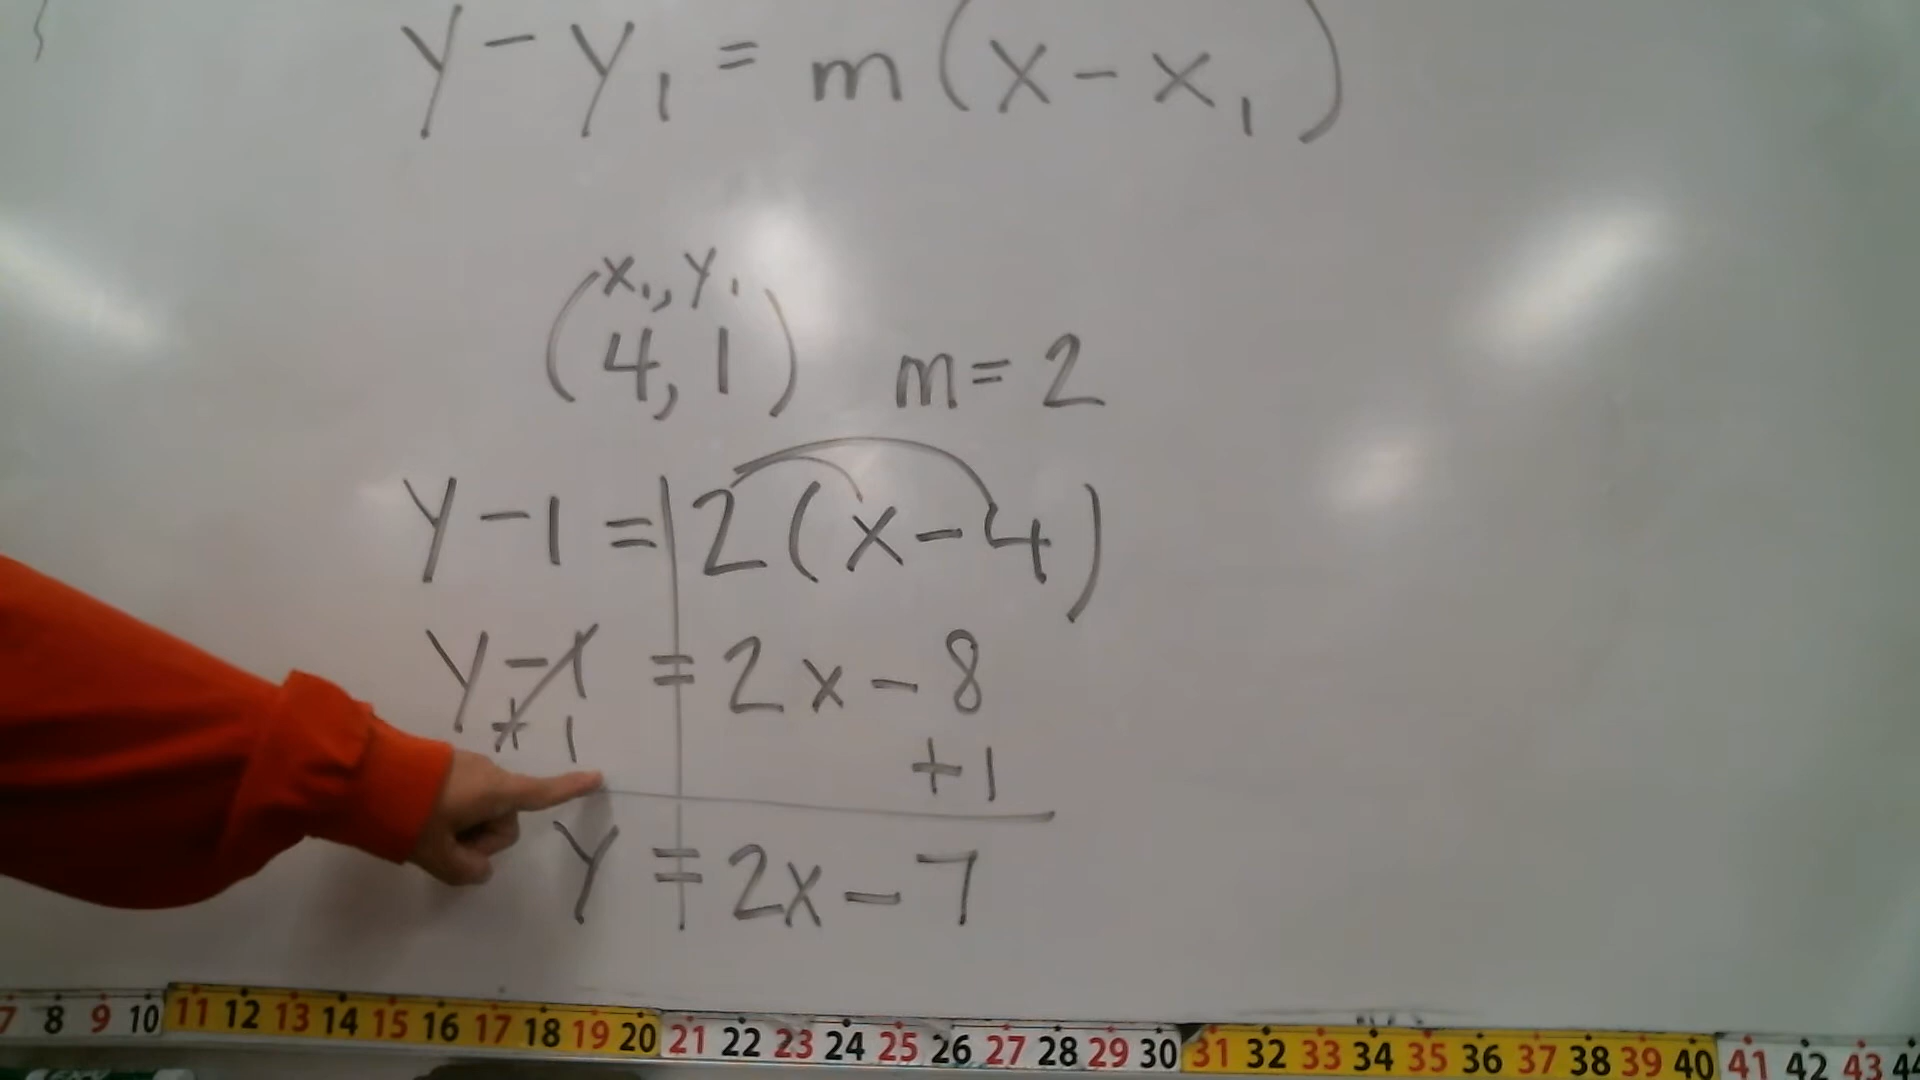 y - y₁ = m(x - x₁)
x₁, y₁
(4, 1) m = 2
y - 1 = 2(x - 4)
y - 1 = 2x - 8
+ 1 +1
y = 2x - 7
7 8 9 10 11 12 13 14 15 16 17 18 19 20 21 22 23 24 25 26 27 28 29 30 31 32 33 34 35 36 37 38 39 40 41 42 43 44